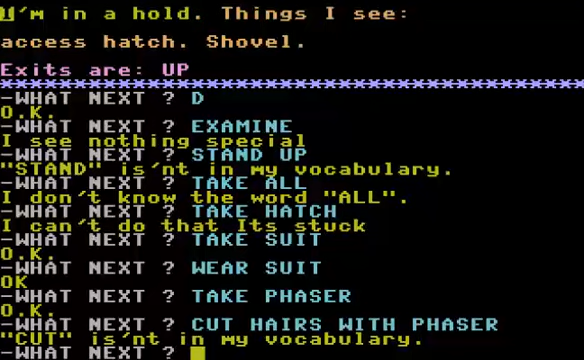 I'm in a hold. Things I see:
access hatch. Shovel.
Exits are: UP
****************************************
-WHAT NEXT ? D
O.K.
-WHAT NEXT ? EXAMINE
I see nothing special
-WHAT NEXT ? STAND UP
"STAND" is'nt in my vocabulary.
-WHAT NEXT ? TAKE ALL
I don't know the word "ALL".
-WHAT NEXT ? TAKE HATCH
I can't do that Its stuck
-WHAT NEXT ? TAKE SUIT
O.K.
-WHAT NEXT ? WEAR SUIT
OK
-WHAT NEXT ? TAKE PHASER
O.K.
-WHAT NEXT ? CUT HAIRS WITH PHASER
"CUT" is'nt in my vocabulary.
-WHAT NEXT ?